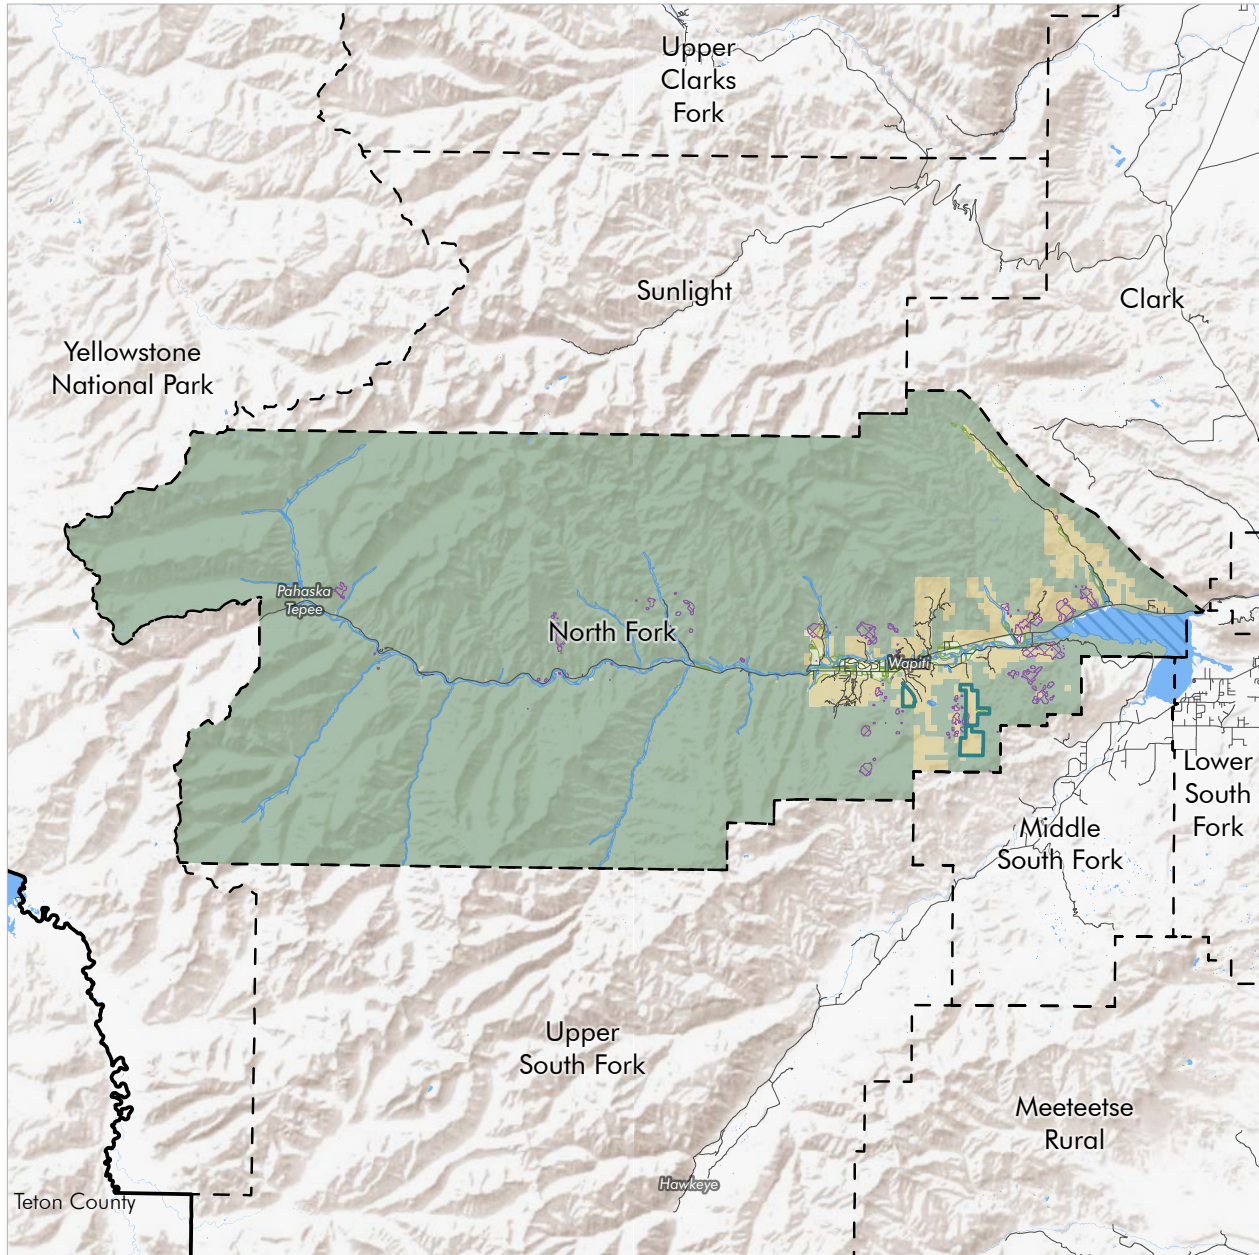 Upper
Clarks
Fork
Sunlight
Clark
Yellowstone
National Park
Pahaska
Tepee
North Fork
Wapiti
Lower
South
Fork
Middle
South Fork
Upper
South Fork
Meeteetse
Rural
Hawkeye
Teton County